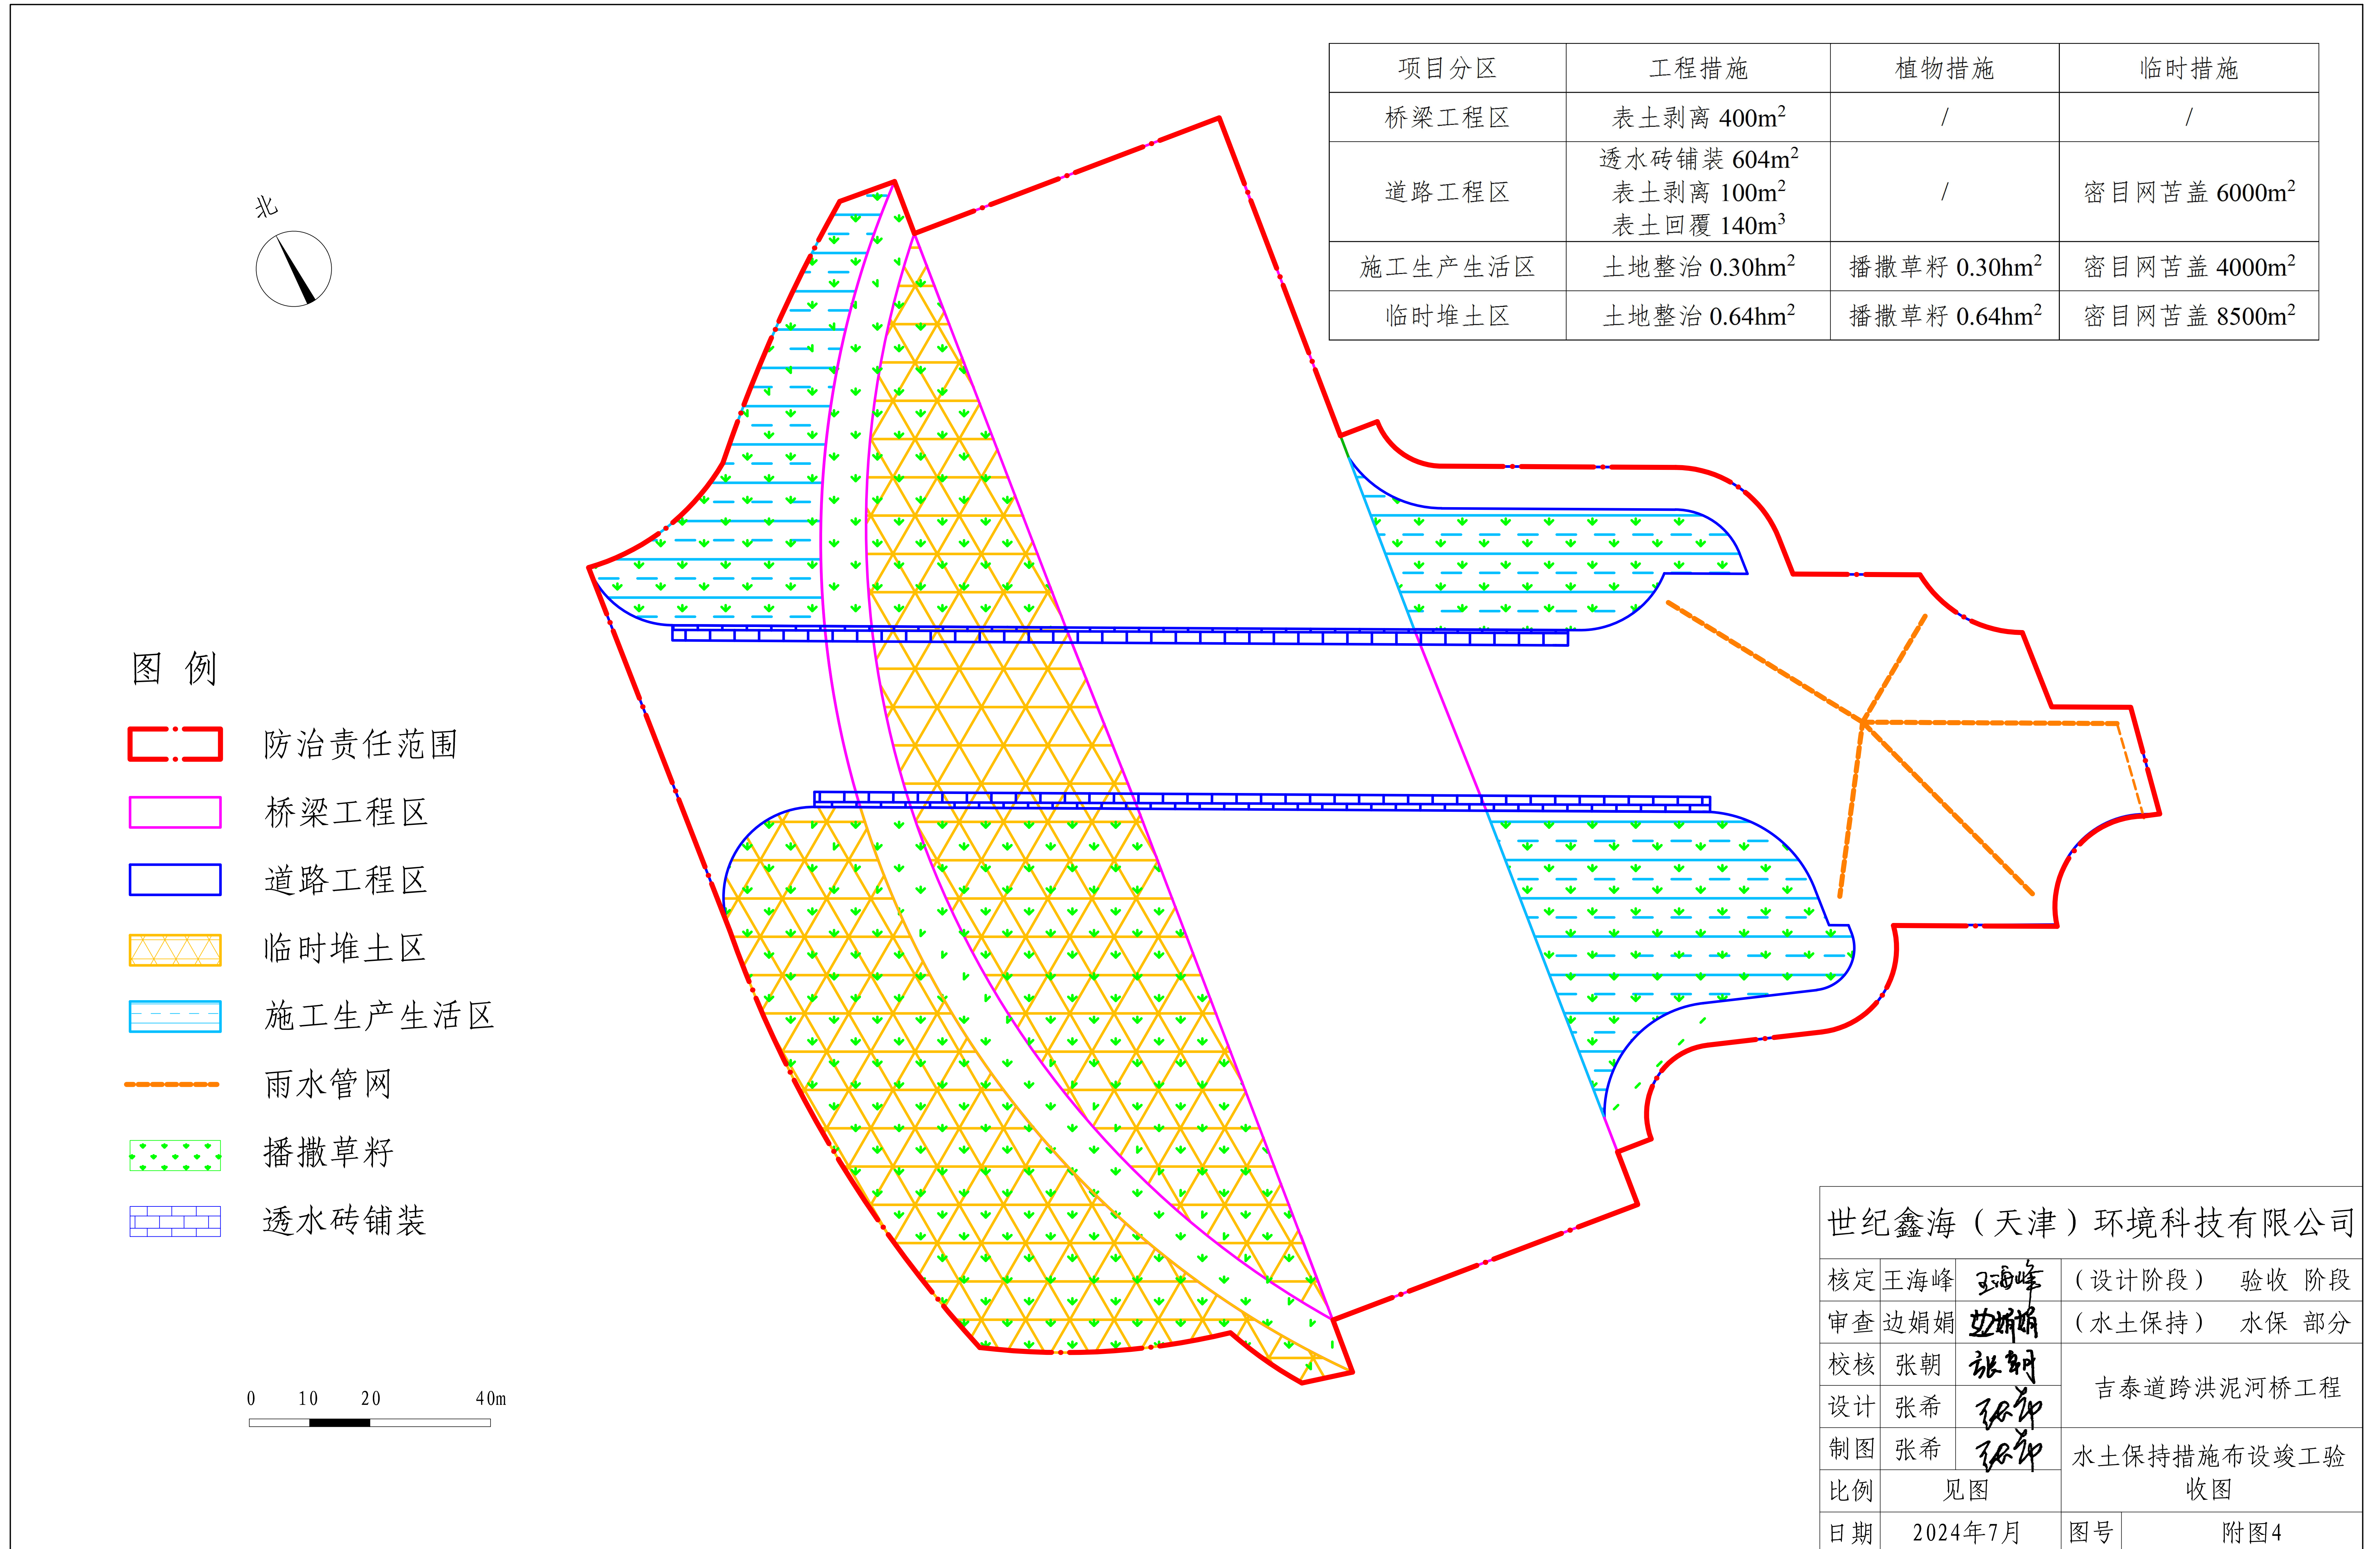 项目分区 工程措施 植物措施 临时措施
桥梁工程区 表土剥离 400m² / /
透水砖铺装 604m²
道路工程区 表土剥离 100m² / 密目网苫盖 6000m²
表土回覆 140m³
施工生产生活区 土地整治 0.30hm² 播撒草籽 0.30hm² 密目网苫盖 4000m²
临时堆土区 土地整治 0.64hm² 播撒草籽 0.64hm² 密目网苫盖 8500m²
北
图 例
防治责任范围
桥梁工程区
道路工程区
临时堆土区
施工生产生活区
雨水管网
播撒草籽
透水砖铺装
0 10 20 40m
世纪鑫海（天津）环境科技有限公司
核定 王海峰 王海峰 （设计阶段） 验收 阶段
审查 边娟娟 边娟娟 （水土保持） 水保 部分
校核 张朝 张朝
吉泰道跨洪泥河桥工程
设计 张希 张希
制图 张希 张希
水土保持措施布设竣工验
收图
比例 见图
日期 2024年7月 图号 附图4